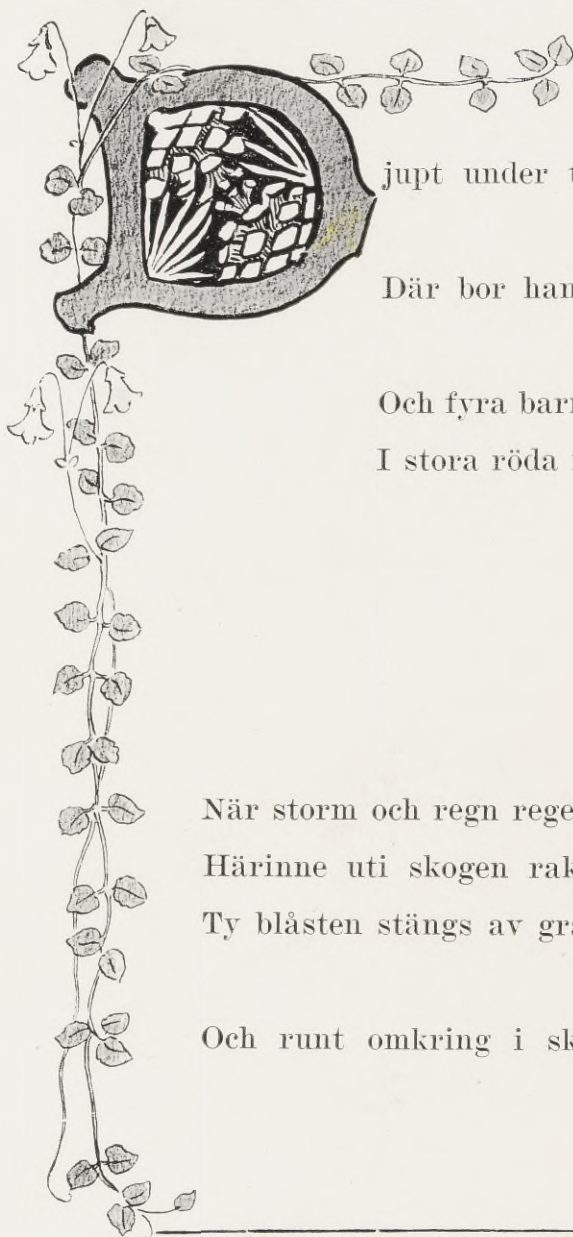 Djupt under
Där bor han
Och fyra
I stora röda
När storm och regn
Härinne uti skogen
Ty blåsten stängs av
Och runt omkring i